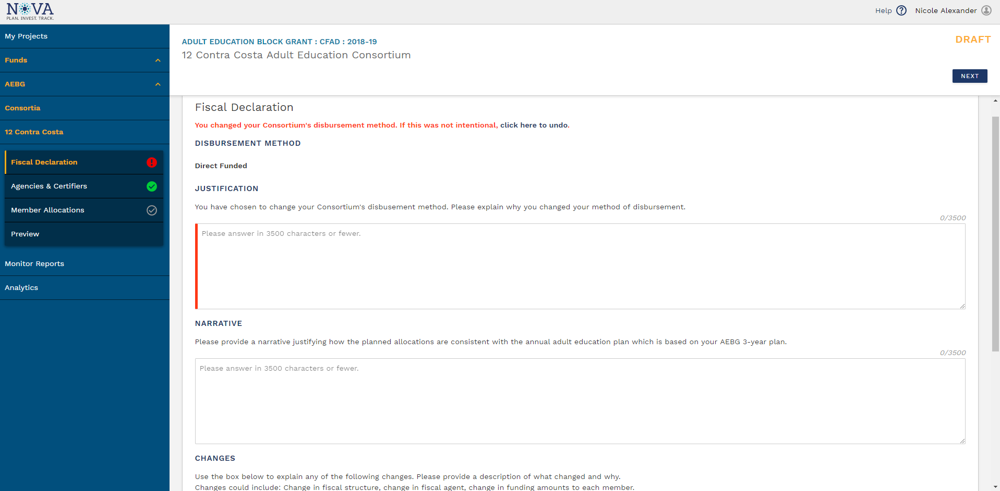 NOVA
PLAN. INVEST. TRACK.
Help ? Nicole Alexander
My Projects
Funds
AEBG
Consortia
12 Contra Costa
Fiscal Declaration
Agencies & Certifiers
Member Allocations
Preview
Monitor Reports
Analytics
ADULT EDUCATION BLOCK GRANT : CFAD : 2018-19
DRAFT
12 Contra Costa Adult Education Consortium
NEXT
Fiscal Declaration
You changed your Consortium's disbursement method. If this was not intentional, click here to undo.
DISBURSEMENT METHOD
Direct Funded
JUSTIFICATION
You have chosen to change your Consortium's disbusement method. Please explain why you changed your method of disbursement.
0/3500
Please answer in 3500 characters or fewer.
NARRATIVE
Please provide a narrative justifying how the planned allocations are consistent with the annual adult education plan which is based on your AEBG 3-year plan.
0/3500
Please answer in 3500 characters or fewer.
CHANGES
Use the box below to explain any of the following changes. Please provide a description of what changed and why.
Changes could include: Change in fiscal structure, change in fiscal agent, change in funding amounts to each member.